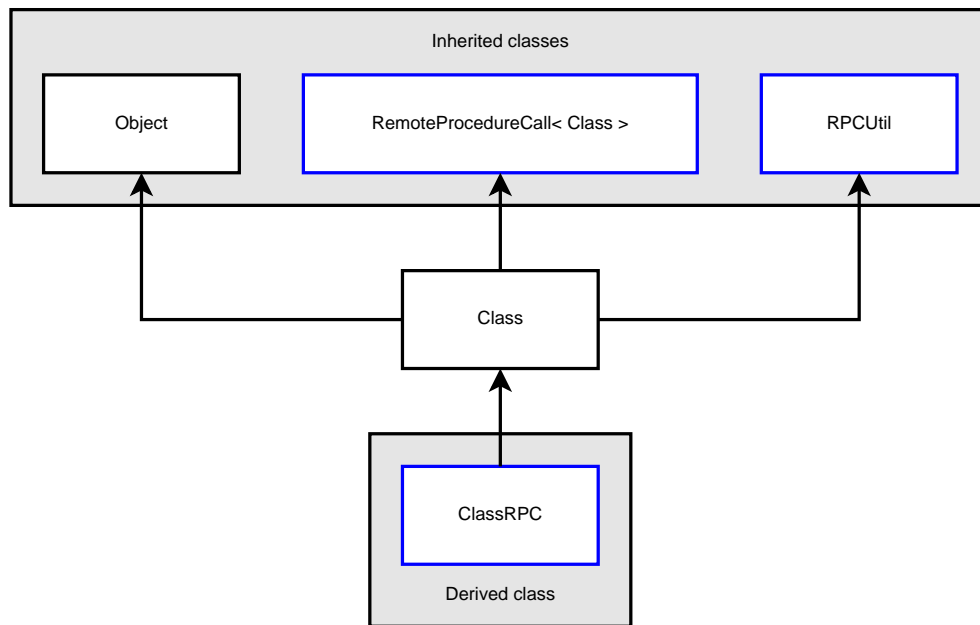 Inherited classes
Object
RemoteProcedureCall< Class >
RPCUtil
Class
ClassRPC
Derived class